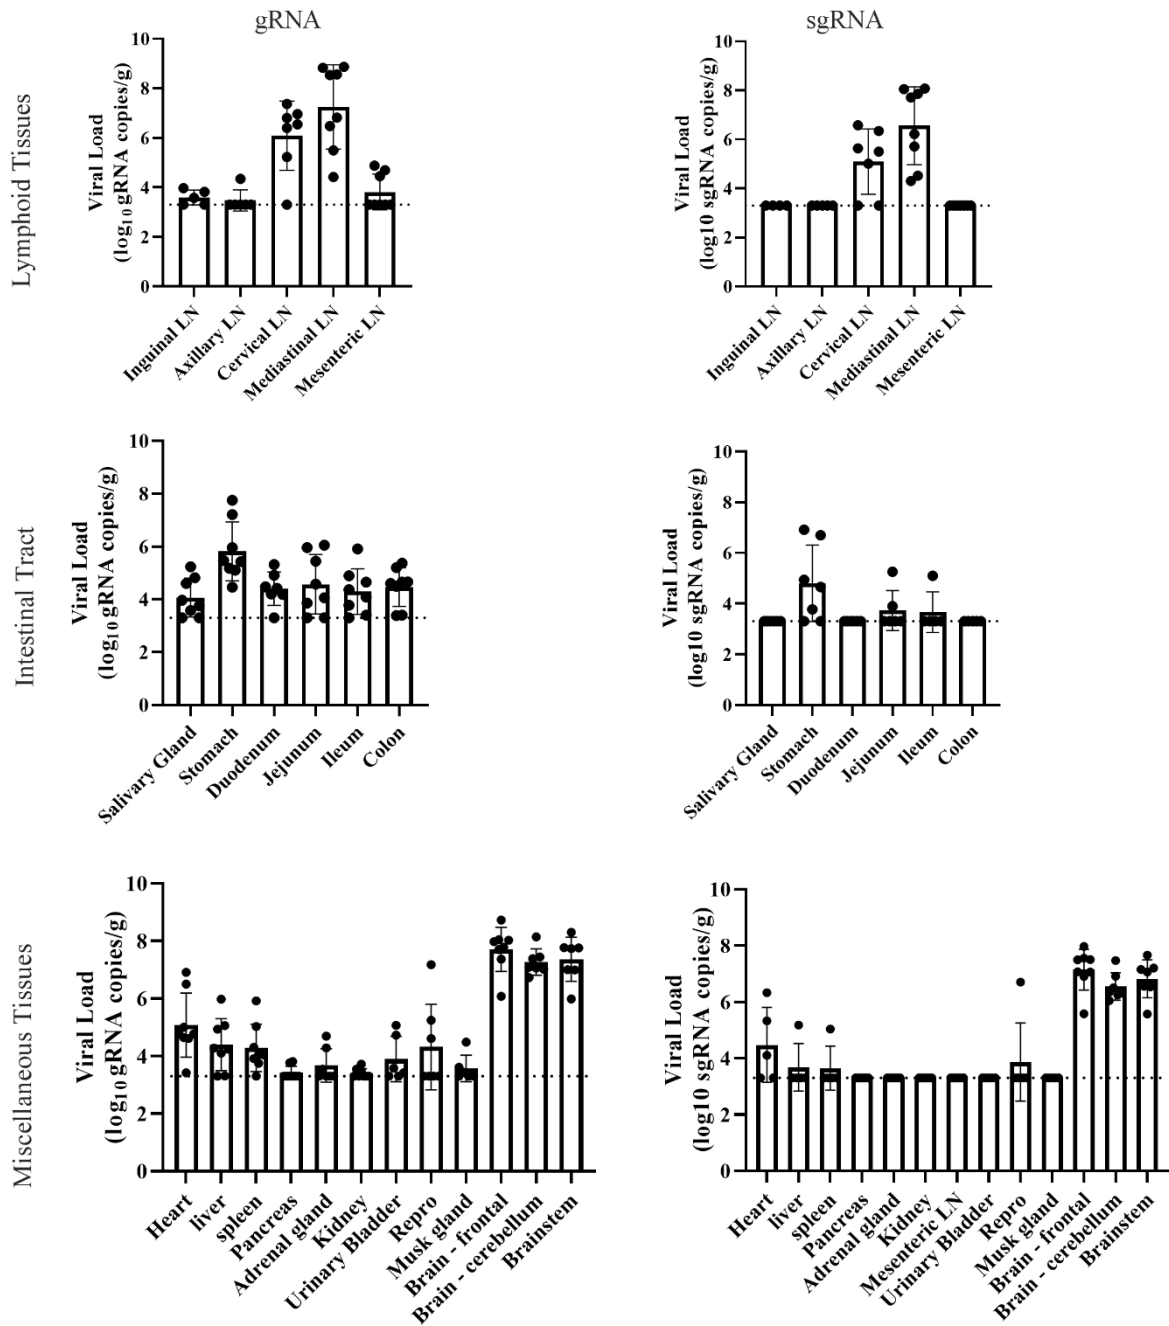 gRNA
sgRNA
Lymphoid Tissues
Viral Load
(log10 gRNA copies/g)
10
8
6
4
2
0
Inguinal LN
Axillary LN
Cervical LN
Mediastinal LN
Mesenteric LN
Viral Load
(log10 sgRNA copies/g)
10
8
6
4
2
0
Inguinal LN
Axillary LN
Cervical LN
Mediastinal LN
Mesenteric LN
Intestinal Tract
Viral Load
(log10 gRNA copies/g)
10
8
6
4
2
0
Salivary Gland
Stomach
Duodenum
Jejunum
Ileum
Colon
Viral Load
(log10 sgRNA copies/g)
10
8
6
4
2
0
Salivary Gland
Stomach
Duodenum
Jejunum
Ileum
Colon
Miscellaneous Tissues
Viral Load
(log10 gRNA copies/g)
10
8
6
4
2
0
Heart
liver
spleen
Pancreas
Adrenal gland
Kidney
Urinary Bladder
Repro
Musk gland
Brain - frontal
Brain - cerebellum
Brainstem
Viral Load
(log10 sgRNA copies/g)
10
8
6
4
2
0
Heart
liver
spleen
Pancreas
Adrenal gland
Kidney
Mesenteric LN
Urinary Bladder
Repro
Musk gland
Brain - frontal
Brain - cerebellum
Brainstem